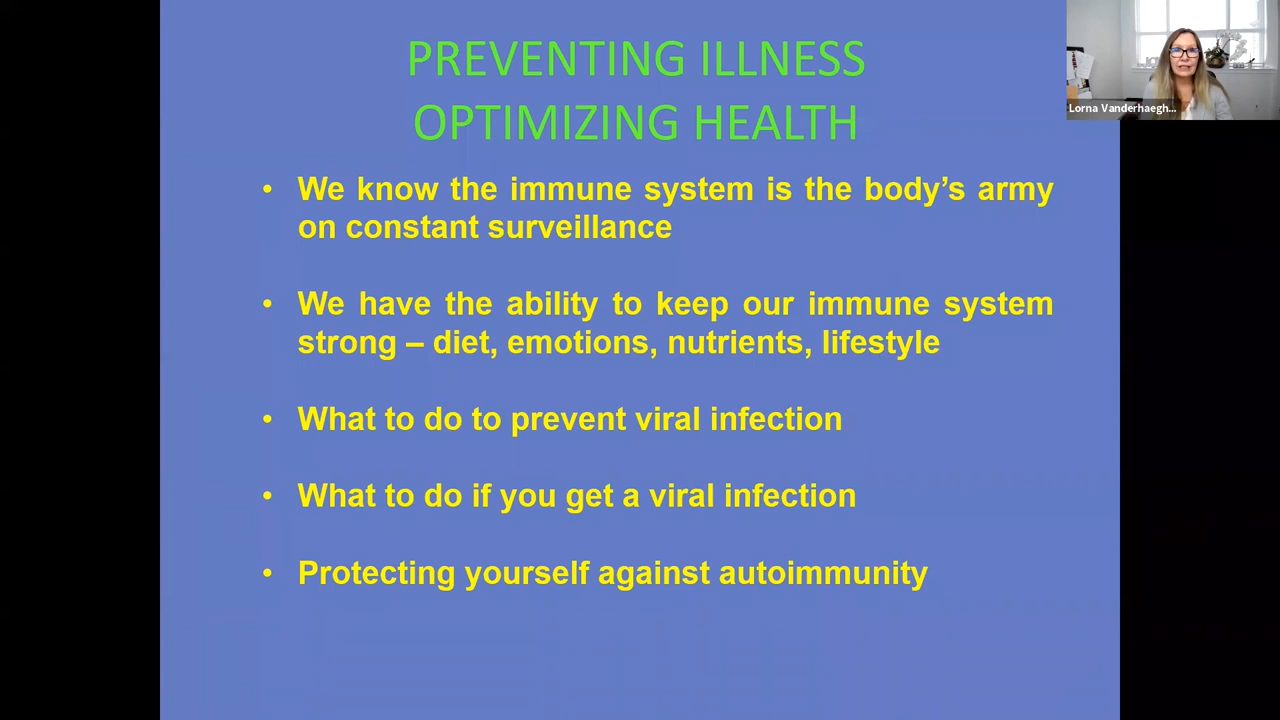 PREVENTING ILLNESS
OPTIMIZING HEALTH
Lorna Vanderhaegh...
• We know the immune system is the body’s army
on constant surveillance
• We have the ability to keep our immune system
strong – diet, emotions, nutrients, lifestyle
• What to do to prevent viral infection
• What to do if you get a viral infection
• Protecting yourself against autoimmunity